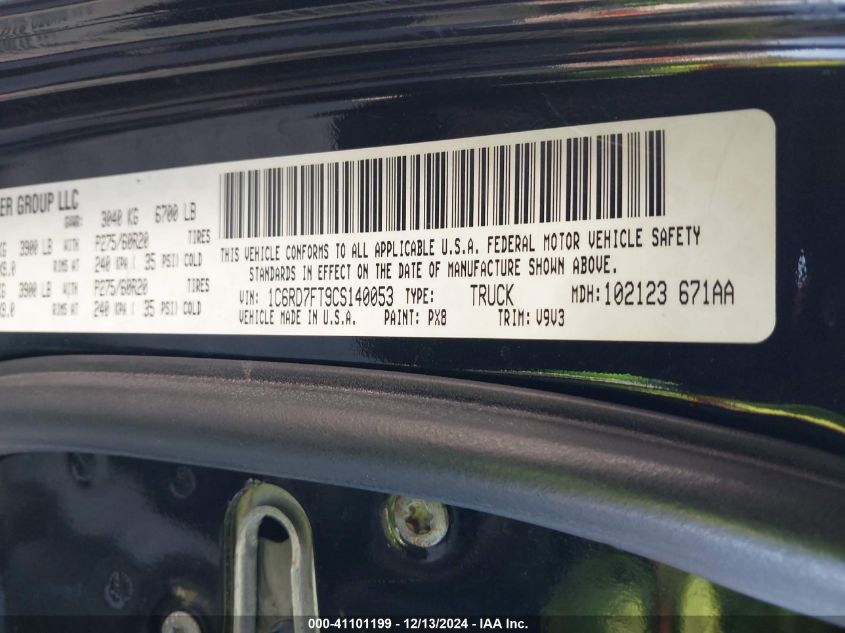 ER GROUP LLC
GAWR: 3040 KG 6700 LB
KG 3900 LB WITH P275/60R20 TIRES
X9.0 RIMS AT 240 KPA ( 35 PSI) COLD
KG 3900 LB WITH P275/60R20 TIRES
X9.0 RIMS AT 240 KPA ( 35 PSI) COLD
THIS VEHICLE CONFORMS TO ALL APPLICABLE U.S.A. FEDERAL MOTOR VEHICLE SAFETY
STANDARDS IN EFFECT ON THE DATE OF MANUFACTURE SHOWN ABOVE.
VIN: 1C6RD7FT9CS140053 TYPE: TRUCK MDH:102123 671AA
VEHICLE MADE IN U.S.A. PAINT: PX8 TRIM: V9V3
000-41101199 - 12/13/2024 - IAA Inc.